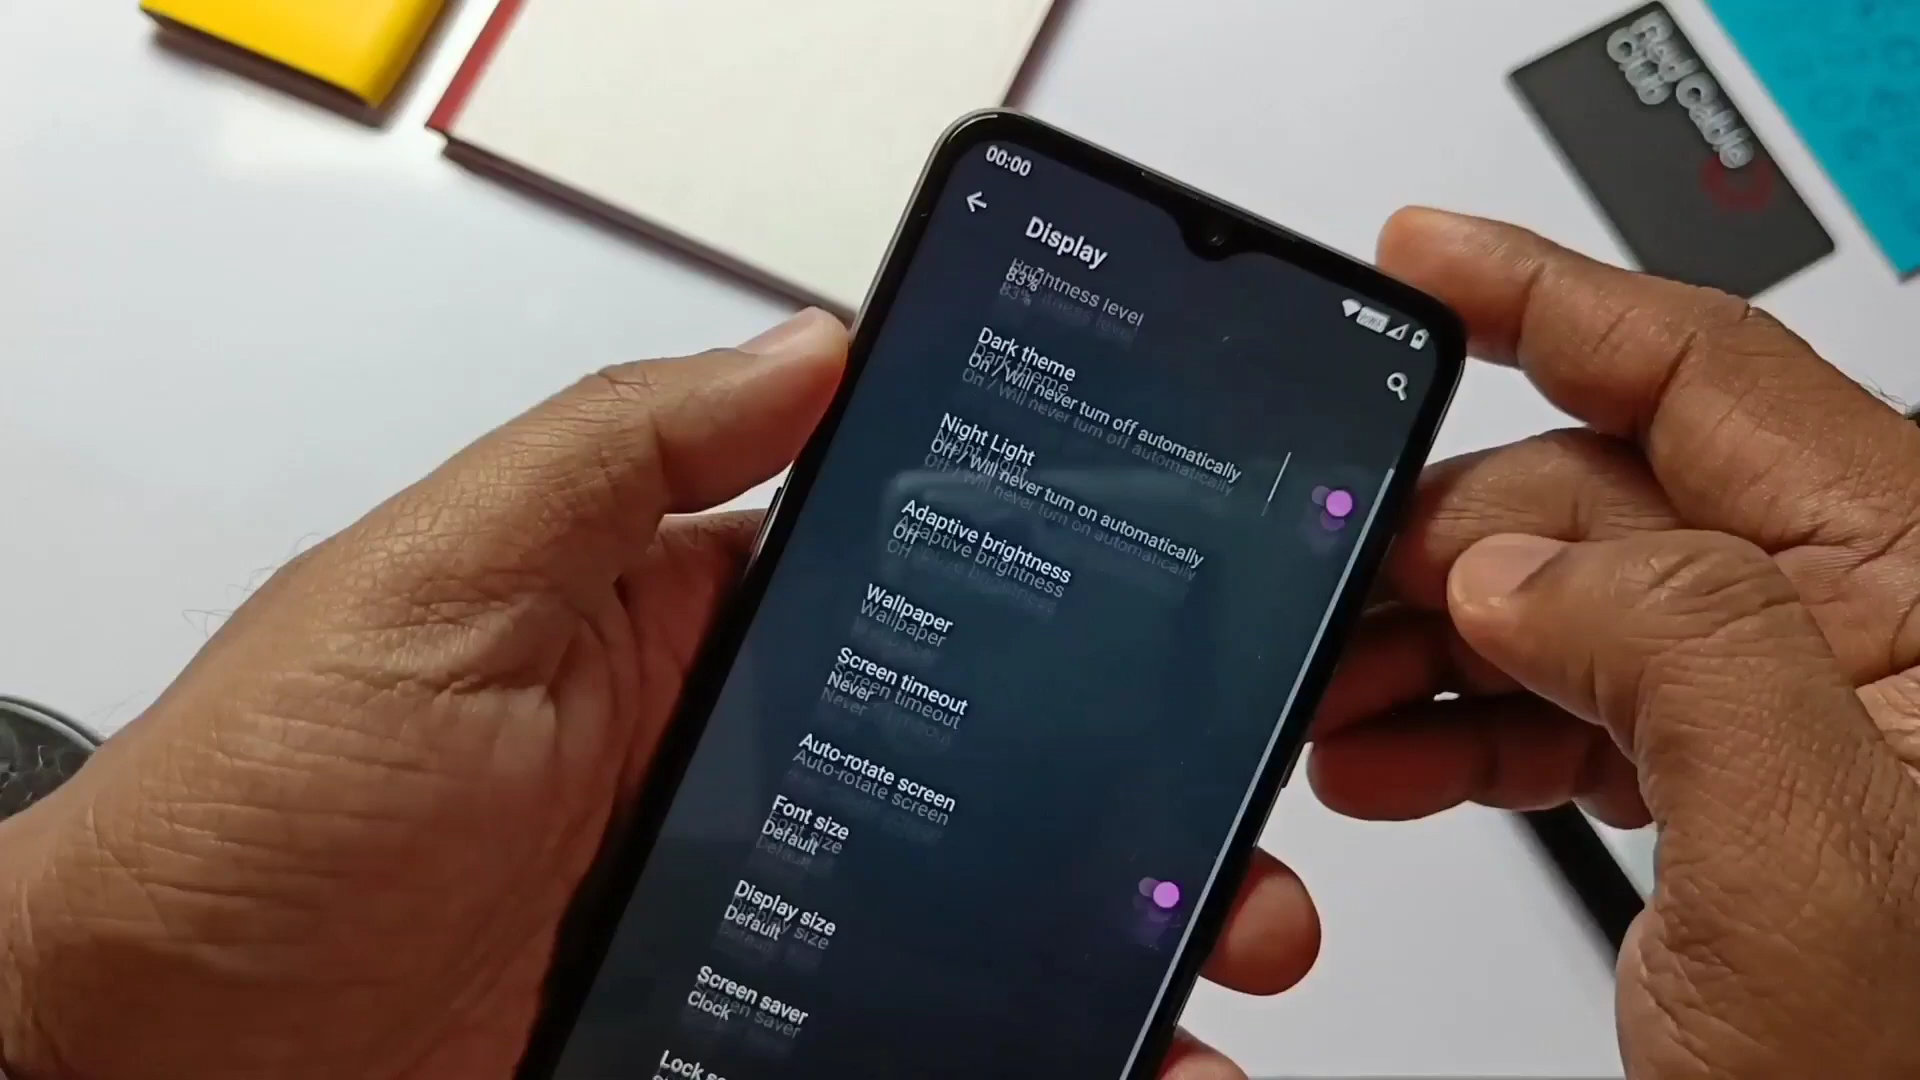 00:00
Display
Brightness level
83%
Dark theme
On / Will never turn off automatically
Night Light
Off / Will never turn on automatically
Adaptive brightness
Off
Wallpaper
Screen timeout
Never
Auto-rotate screen
Font size
Default
Display size
Default
Screen saver
Clock
Lock
Red Cable
Club